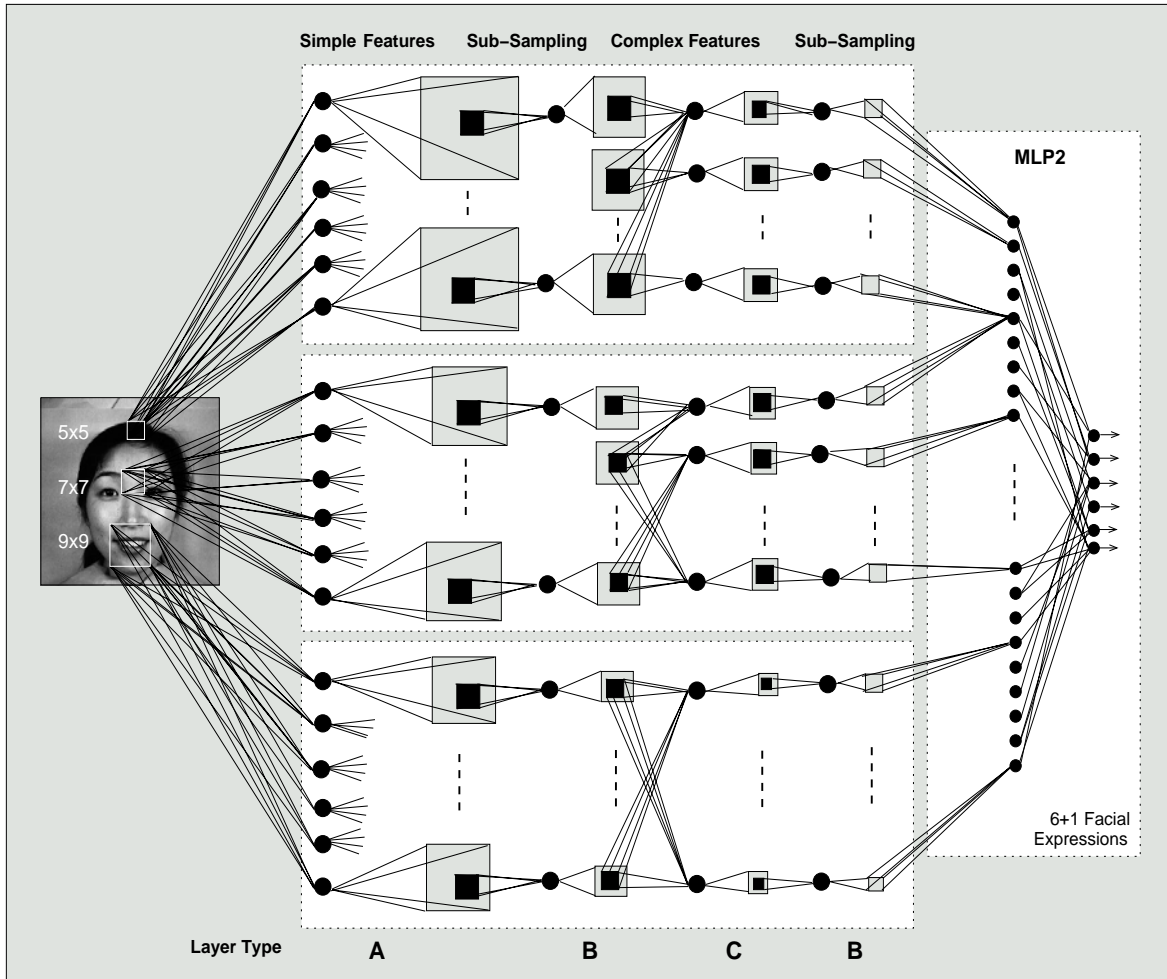 Simple Features Sub-Sampling Complex Features Sub-Sampling
MLP2
5x5
7x7
9x9
6+1 Facial
Expressions
Layer Type A B C B